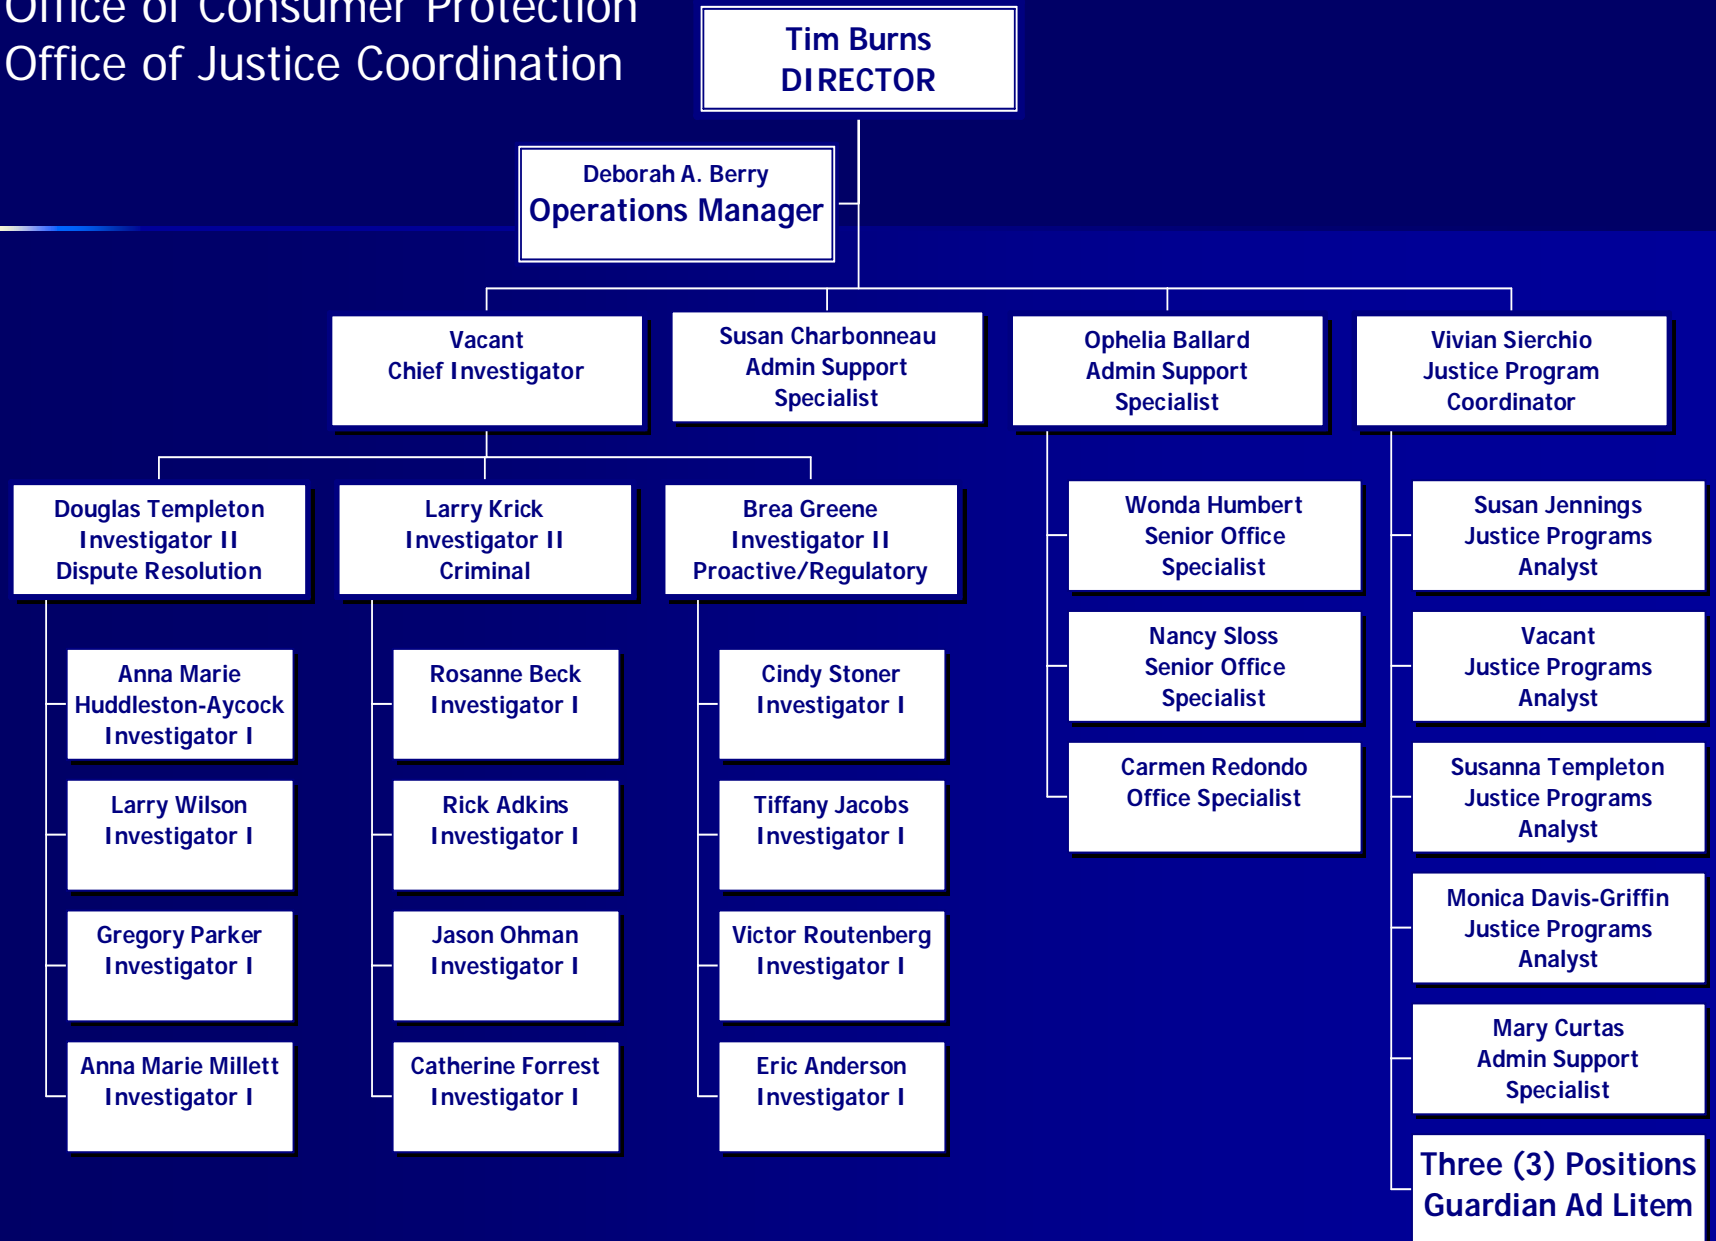 Office of Consumer Protection
Office of Justice Coordination
Tim Burns
DIRECTOR
Deborah A. Berry
Operations Manager
Vacant
Chief Investigator
Susan Charbonneau
Admin Support
Specialist
Ophelia Ballard
Admin Support
Specialist
Vivian Sierchio
Justice Program
Coordinator
Douglas Templeton
Investigator II
Dispute Resolution
Larry Krick
Investigator II
Criminal
Brea Greene
Investigator II
Proactive/Regulatory
Anna Marie
Huddleston-Aycock
Investigator I
Larry Wilson
Investigator I
Gregory Parker
Investigator I
Anna Marie Millett
Investigator I
Rosanne Beck
Investigator I
Rick Adkins
Investigator I
Jason Ohman
Investigator I
Catherine Forrest
Investigator I
Cindy Stoner
Investigator I
Tiffany Jacobs
Investigator I
Victor Routenberg
Investigator I
Eric Anderson
Investigator I
Wonda Humbert
Senior Office
Specialist
Nancy Sloss
Senior Office
Specialist
Carmen Redondo
Office Specialist
Susan Jennings
Justice Programs
Analyst
Vacant
Justice Programs
Analyst
Susanna Templeton
Justice Programs
Analyst
Monica Davis-Griffin
Justice Programs
Analyst
Mary Curtas
Admin Support
Specialist
Three (3) Positions
Guardian Ad Litem